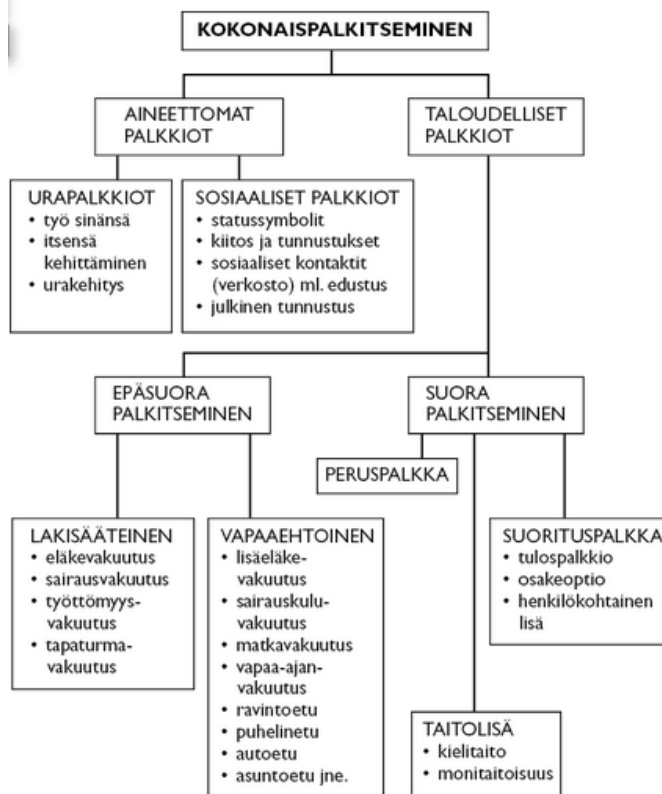 KOKONAISPALKITSEMINEN
AINEETTOMAT
PALKKIOT
TALOUDELLISET
PALKKIOT
URAPALKKIOT
• työ sinänsä
• itsensä
kehittäminen
• urakehitys
SOSIAALISET PALKKIOT
• statussymbolit
• kiitos ja tunnustukset
• sosiaaliset kontaktit
(verkosto) ml. edustus
• julkinen tunnustus
EPÄSUORA
PALKITSEMINEN
SUORA
PALKITSEMINEN
PERUSPALKKA
LAKISÄÄTEINEN
• eläkevakuutus
• sairausvakuutus
• työttömyys-
vakuutus
• tapaturma-
vakuutus
VAPAAEHTOINEN
• lisäeläke-
vakuutus
• sairauskulu-
vakuutus
• matkavakuutus
• vapaa-ajan-
vakuutus
• ravintoetu
• puhelinetu
• autoetu
• asuntoetu jne.
SUORITUSPALKKA
• tulospalkkio
• osakeoptio
• henkilökohtainen
lisä
TAITOLISÄ
• kielitaito
• monitaitoisuus